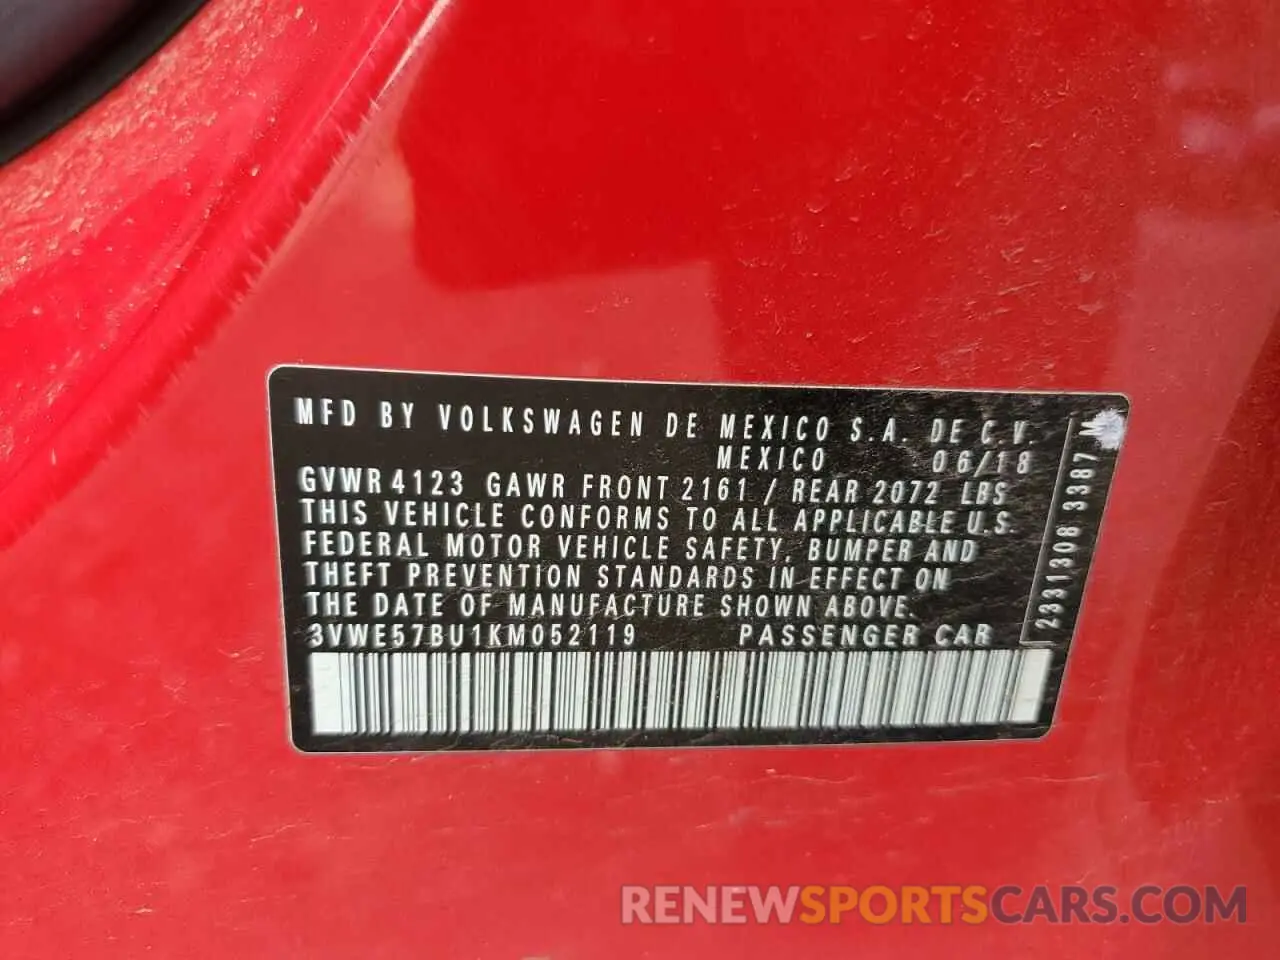 MFD BY VOLKSWAGEN DE MEXICO S.A. DE C.V.
MEXICO 06/18
GVWR 4123 GAWR FRONT 2161 / REAR 2072 LBS
THIS VEHICLE CONFORMS TO ALL APPLICABLE U.S.
FEDERAL MOTOR VEHICLE SAFETY, BUMPER AND
THEFT PREVENTION STANDARDS IN EFFECT ON
THE DATE OF MANUFACTURE SHOWN ABOVE.
3VWE57BU1KM052119 PASSENGER CAR
2331308 3387 M
RENEWSPORTSCARS.COM